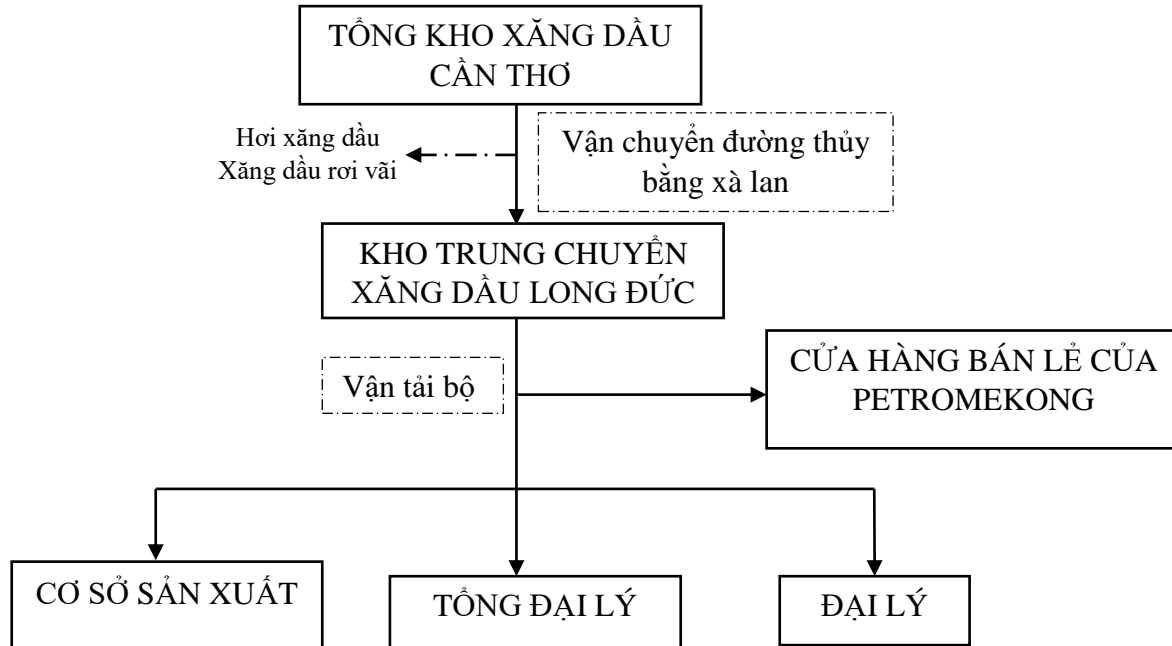 TỔNG KHO XĂNG DẦU
CẦN THƠ
Hơi xăng dầu
Xăng dầu rơi vãi
Vận chuyển đường thủy
bằng xà lan
KHO TRUNG CHUYỂN
XĂNG DẦU LONG ĐỨC
Vận tải bộ
CỬA HÀNG BÁN LẺ CỦA
PETROMEKONG
CƠ SỞ SẢN XUẤT
TỔNG ĐẠI LÝ
ĐẠI LÝ